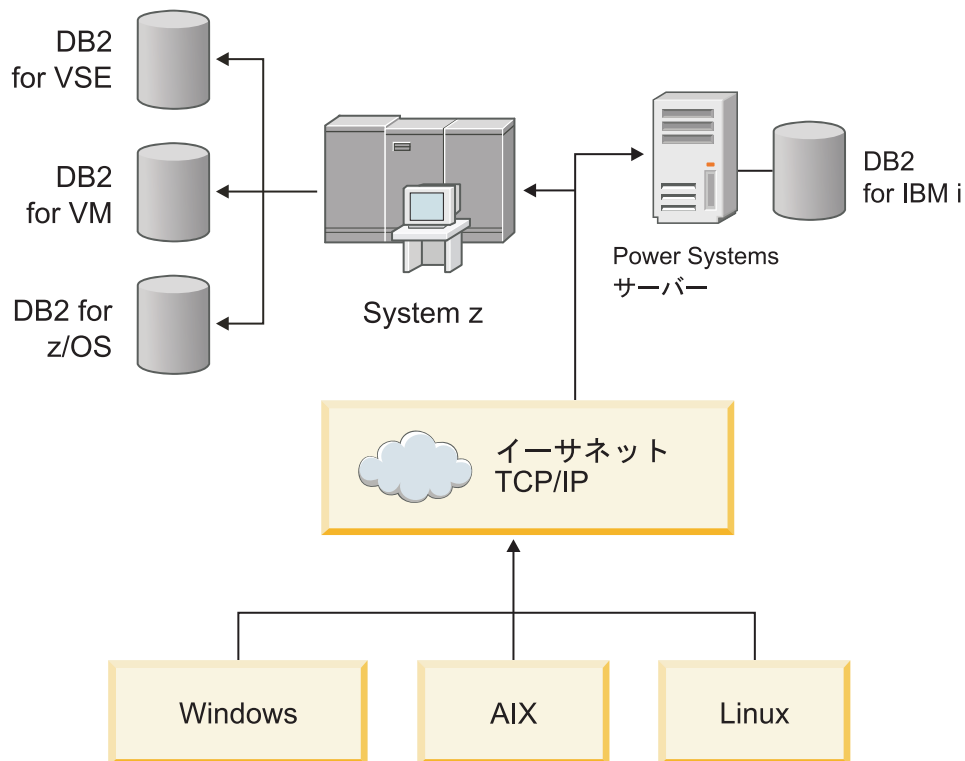 DB2
for VSE
DB2
for VM
DB2 for
z/OS
System z
Power Systems
サーバー
DB2
for IBM i
イーサネット
TCP/IP
Windows
AIX
Linux